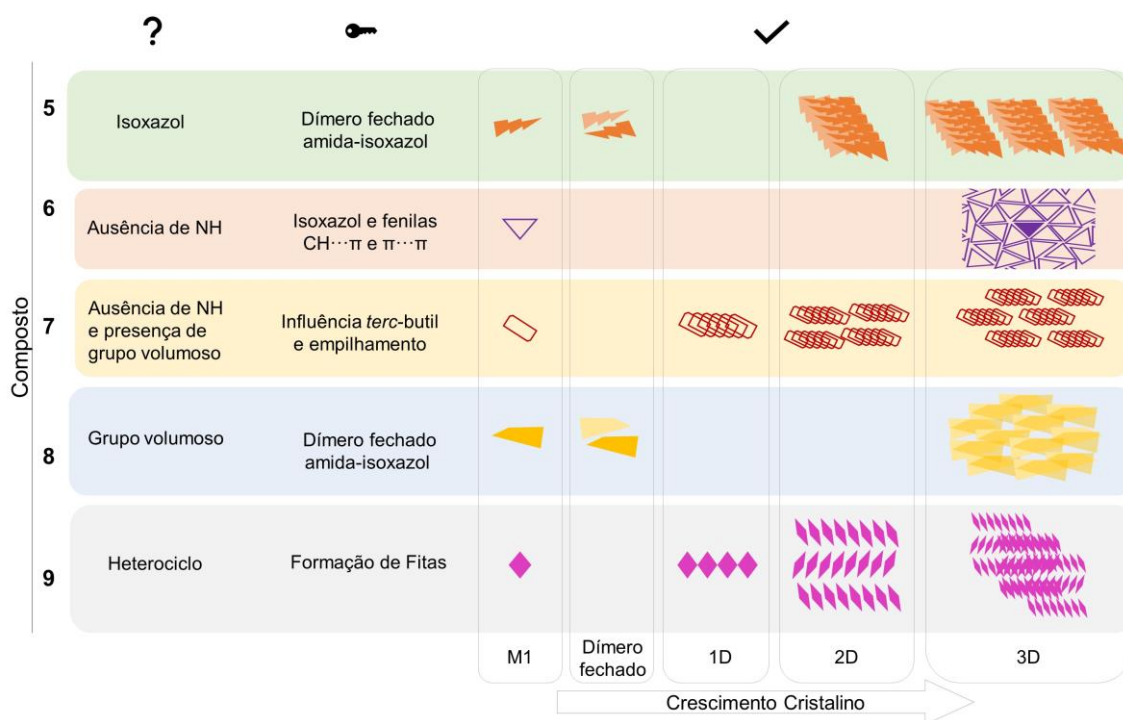 ?
Composto
5
Isoxazol
Dímero fechado
amida-isoxazol
6
Ausência de NH
Isoxazol e fenilas
CH⋯π e π⋯π
7
Ausência de NH
e presença de
grupo volumoso
Influência terc-butil
e empilhamento
8
Grupo volumoso
Dímero fechado
amida-isoxazol
9
Heterociclo
Formação de Fitas
M1
Dímero
fechado
1D
2D
3D
Crescimento Cristalino